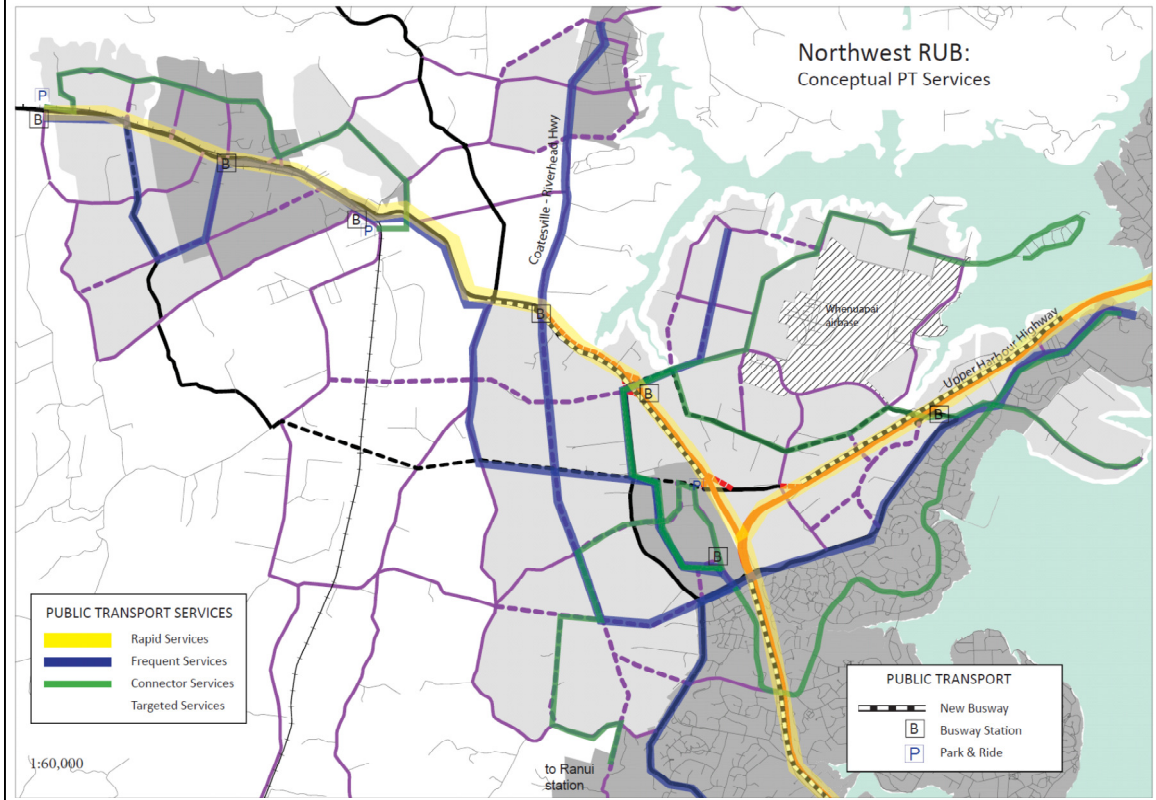 Northwest RUB:
Conceptual PT Services
P
B
B
B
P
Coatesville - Riverhead Hwy
B
Whenuapai
airbase
Upper Harbour Highway
B
B
P
B
PUBLIC TRANSPORT SERVICES
Rapid Services
Frequent Services
Connector Services
Targeted Services
PUBLIC TRANSPORT
New Busway
B Busway Station
P Park & Ride
1:60,000
to Ranui
station